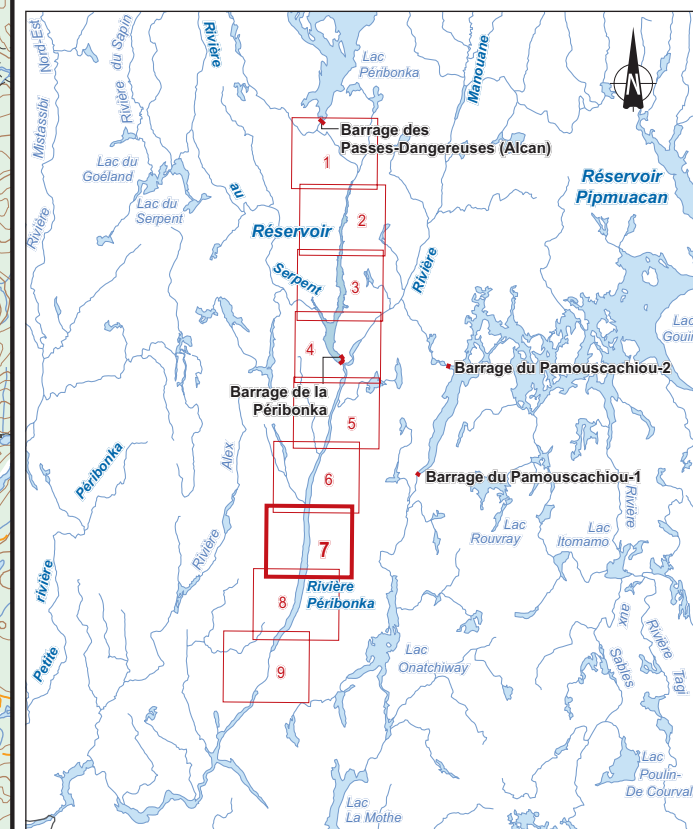 Nord-Est
Mistassibi
Rivière
Rivière du Sapin
Rivière
au
Serpent
Lac
Péribonka
Manouane
Rivière
N
Barrage des
Passes-Dangereuses (Alcan)
1
Lac du
Goéland
Lac du
Serpent
Réservoir
Pipmuacan
2
Réservoir
3
Lac
Gouin
4
Barrage du Pamouscachiou-2
Barrage de la
Péribonka
5
Alex
Rivière
Péribonka
rivière
Petite
6
Barrage du Pamouscachiou-1
Lac
Rouvray
Lac
Itomamo
Rivière
aux
Sables
7
Rivière
Péribonka
8
Rivière
Tagi
9
Lac
Onatchiway
Lac
Poulin-
De Courval
Lac
La Mothe